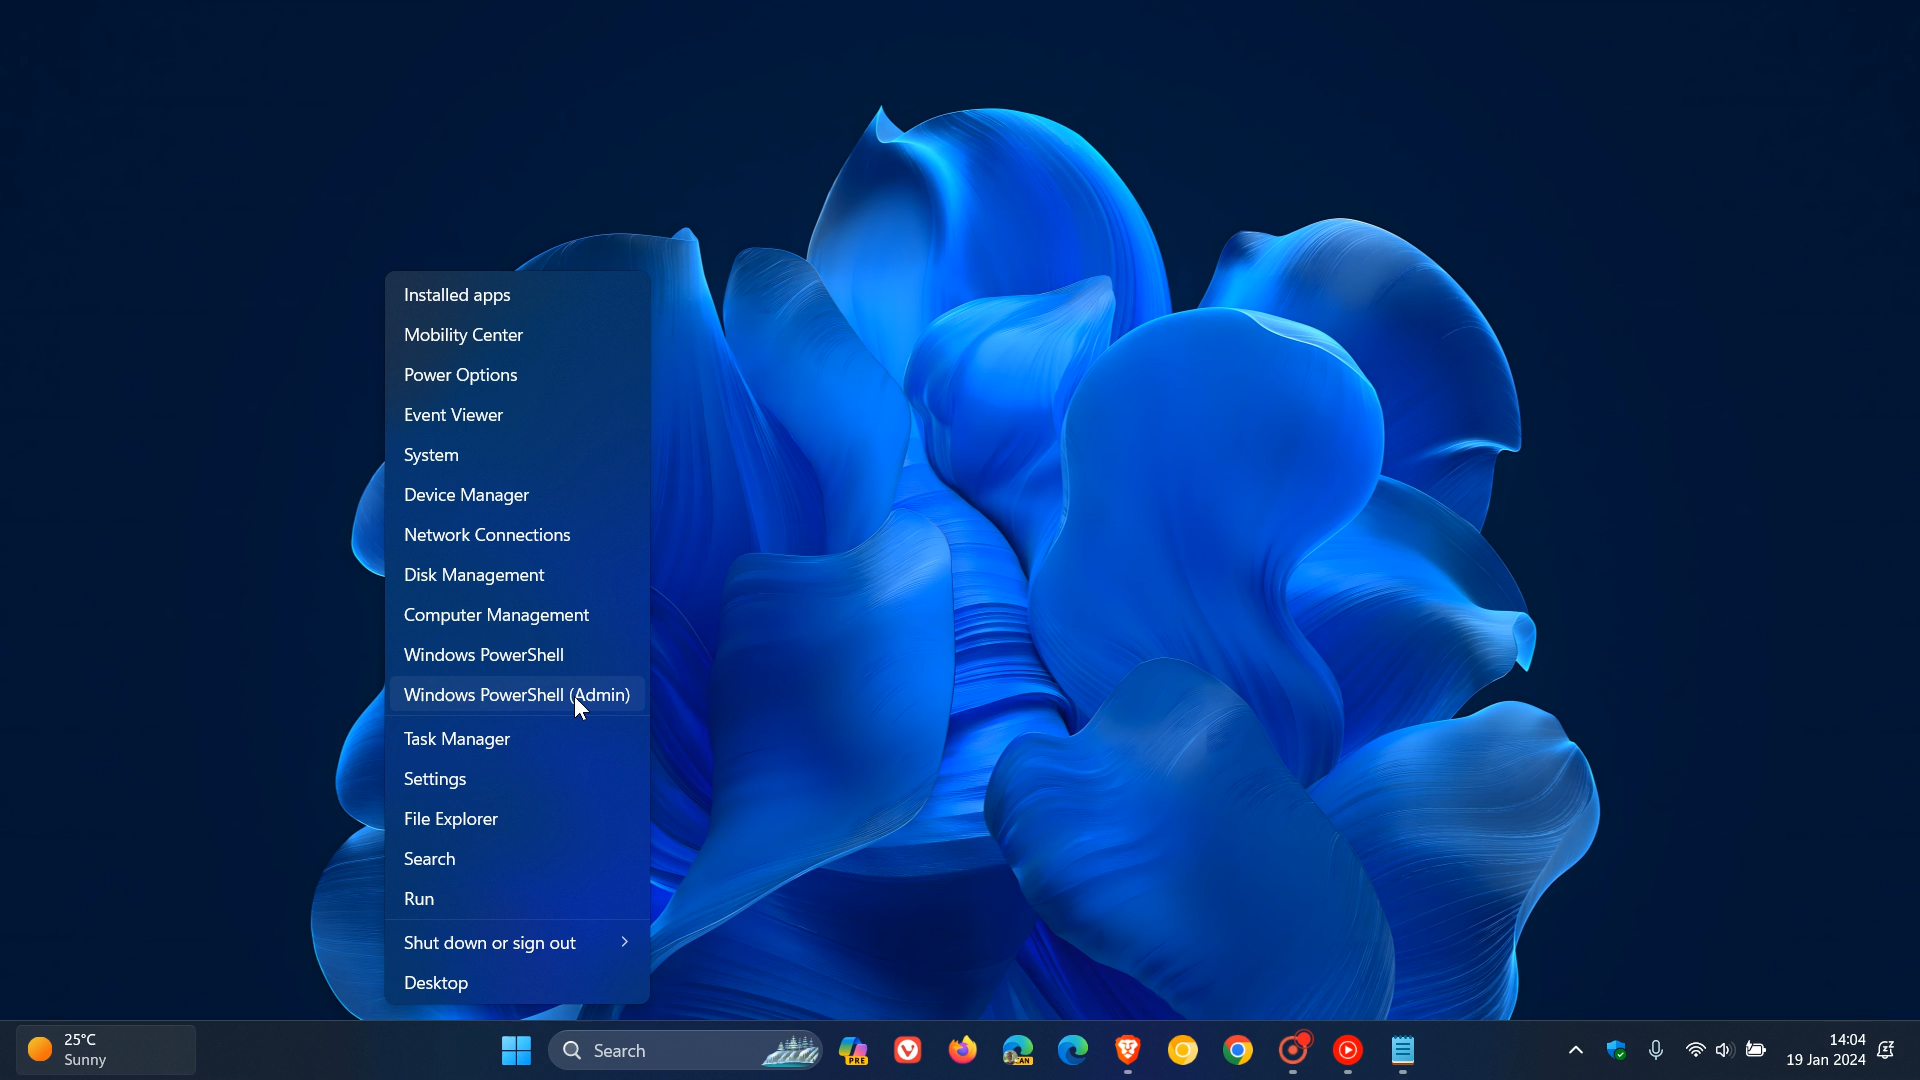 Installed apps
Mobility Center
Power Options
Event Viewer
System
Device Manager
Network Connections
Disk Management
Computer Management
Windows PowerShell
Windows PowerShell (Admin)
Task Manager
Settings
File Explorer
Search
Run
Shut down or sign out
Desktop
25°C
Sunny
Search
PRE
CAN
14:04
19 Jan 2024